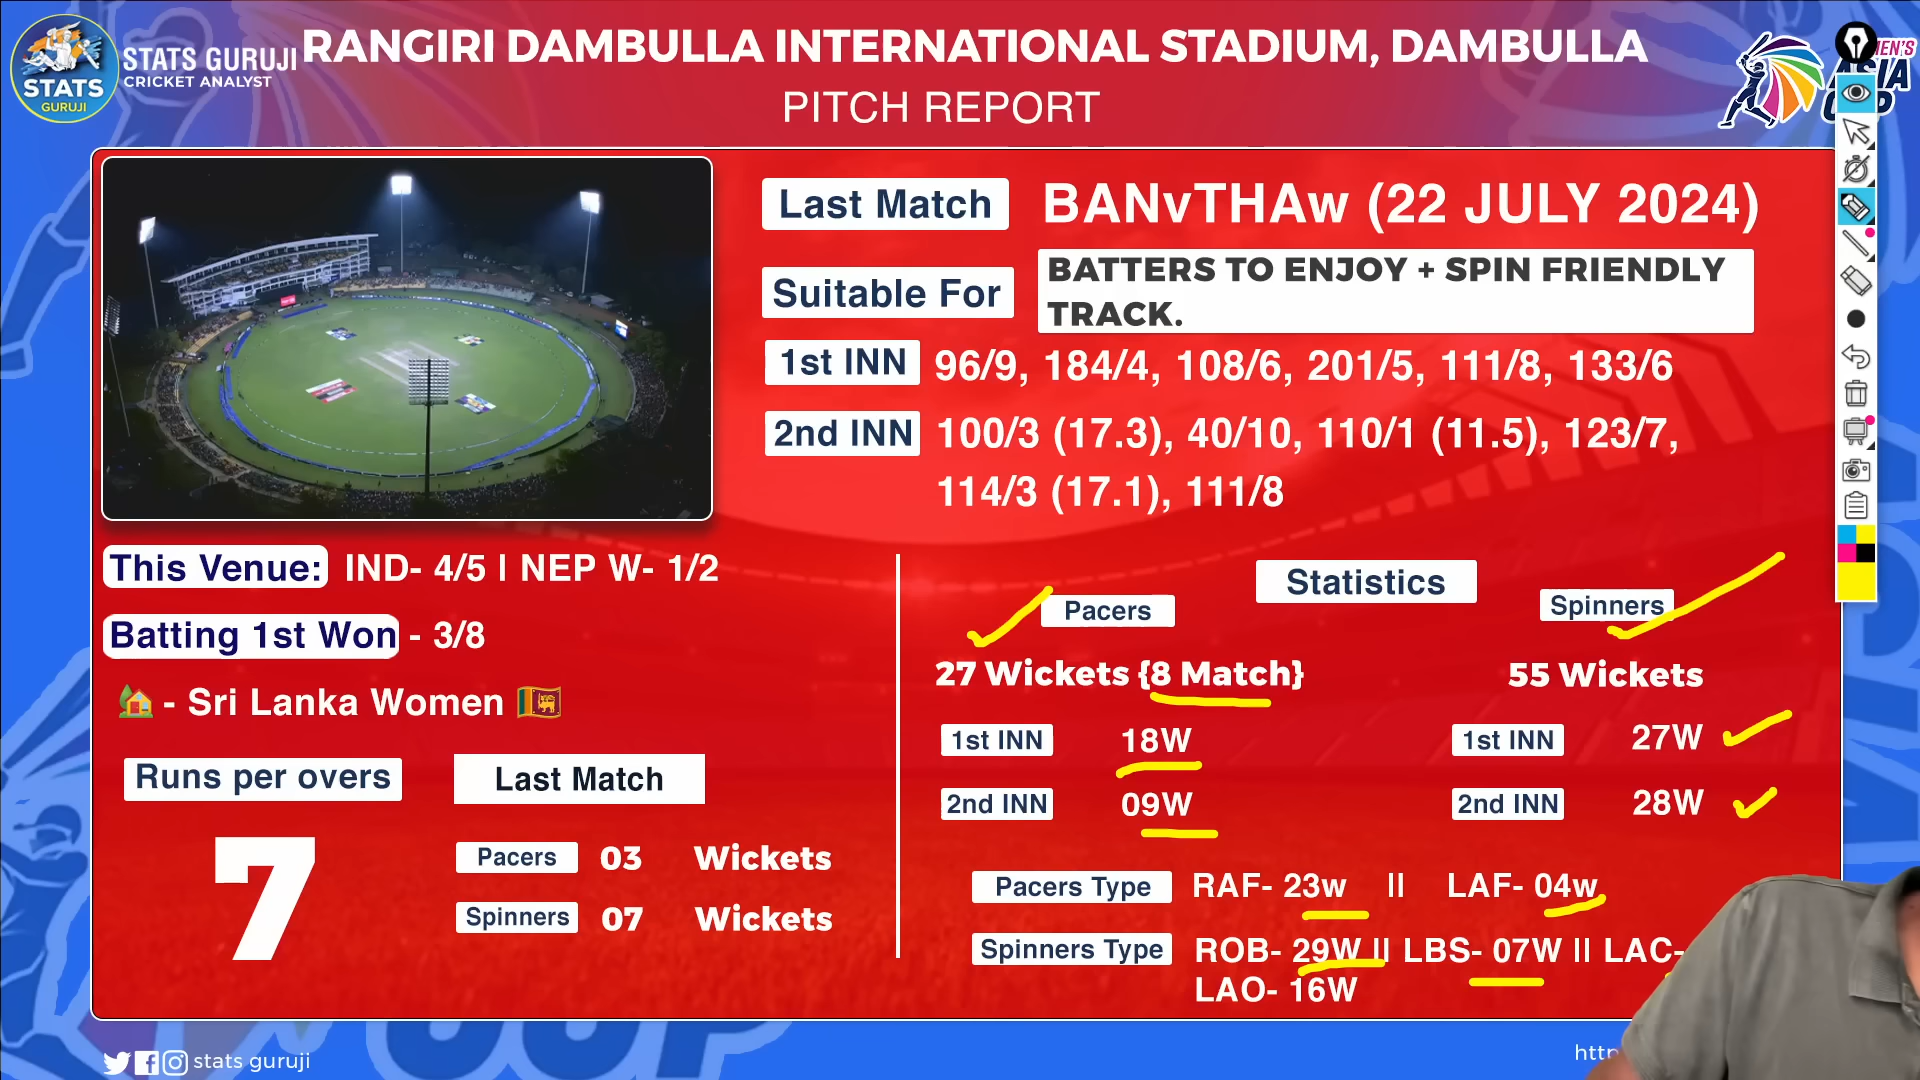 STATS GURUJI
CRICKET ANALYST
STATS
GURUJI
RANGIRI DAMBULLA INTERNATIONAL STADIUM, DAMBULLA
PITCH REPORT
Last Match BANvTHAw (22 JULY 2024)
Suitable For BATTERS TO ENJOY + SPIN FRIENDLY
TRACK.
1st INN 96/9, 184/4, 108/6, 201/5, 111/8, 133/6
2nd INN 100/3 (17.3), 40/10, 110/1 (11.5), 123/7,
114/3 (17.1), 111/8
This Venue: IND- 4/5 I NEP W- 1/2
Batting 1st Won - 3/8
- Sri Lanka Women
Runs per overs
7
Last Match
Pacers 03 Wickets
Spinners 07 Wickets
Statistics
Pacers
Spinners
27 Wickets {8 Match}
55 Wickets
1st INN 18W
1st INN 27W
2nd INN 09W
2nd INN 28W
Pacers Type RAF- 23w II LAF- 04w
Spinners Type ROB- 29W II LBS- 07W II LAC-
LAO- 16W
stats guruji